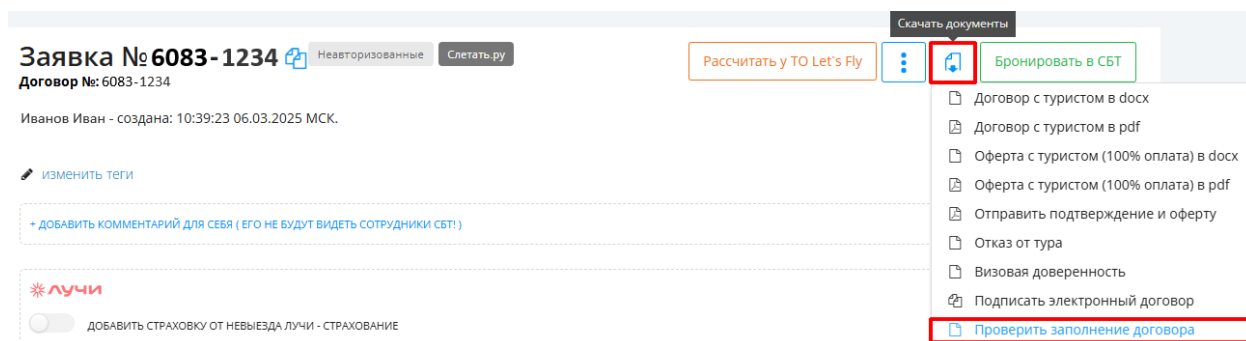 Скачать документы
Заявка № 6083-1234 Неавторизованные Слетать.ру
Рассчитать у ТО Let`s Fly
Бронировать в СБТ
Договор №: 6083-1234
Иванов Иван - создана: 10:39:23 06.03.2025 МСК.
изменить теги
+ ДОБАВИТЬ КОММЕНТАРИЙ ДЛЯ СЕБЯ ( ЕГО НЕ БУДУТ ВИДЕТЬ СОТРУДНИКИ СБТ! )
ЛУЧИ
ДОБАВИТЬ СТРАХОВКУ ОТ НЕВЫЕЗДА ЛУЧИ - СТРАХОВАНИЕ
Договор с туристом в docx
Договор с туристом в pdf
Оферта с туристом (100% оплата) в docx
Оферта с туристом (100% оплата) в pdf
Отправить подтверждение и оферту
Отказ от тура
Визовая доверенность
Подписать электронный договор
Проверить заполнение договора